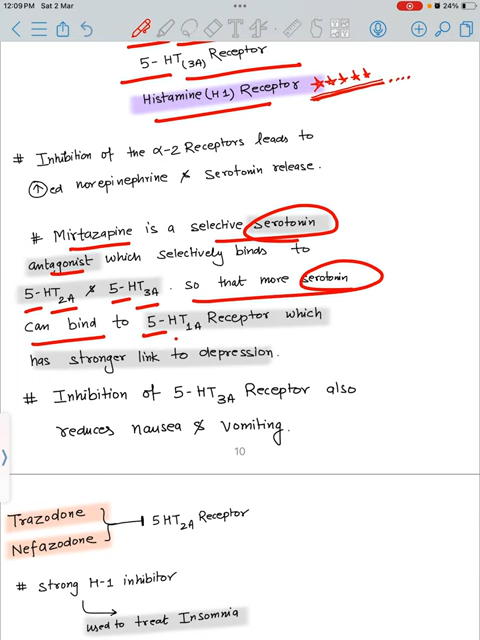 12:09 PM Sat 2 Mar
24%
5-HT(3A) Receptor
Histamine (H1) Receptor ....
# Inhibition of the α-2 Receptors leads to
↑ed norepinephrine & Serotonin release.
# Mirtazapine is a selective Serotonin
antagonist which selectively binds to
5-HT2A & 5-HT3A. so that more serotonin
can bind to 5-HT1A Receptor which
has stronger link to depression.
# Inhibition of 5-HT3A Receptor also
reduces nausea & vomiting.
10
Trazodone
Nefazodone
5HT2A Receptor
# strong H-1 inhibitor
used to treat Insomnia